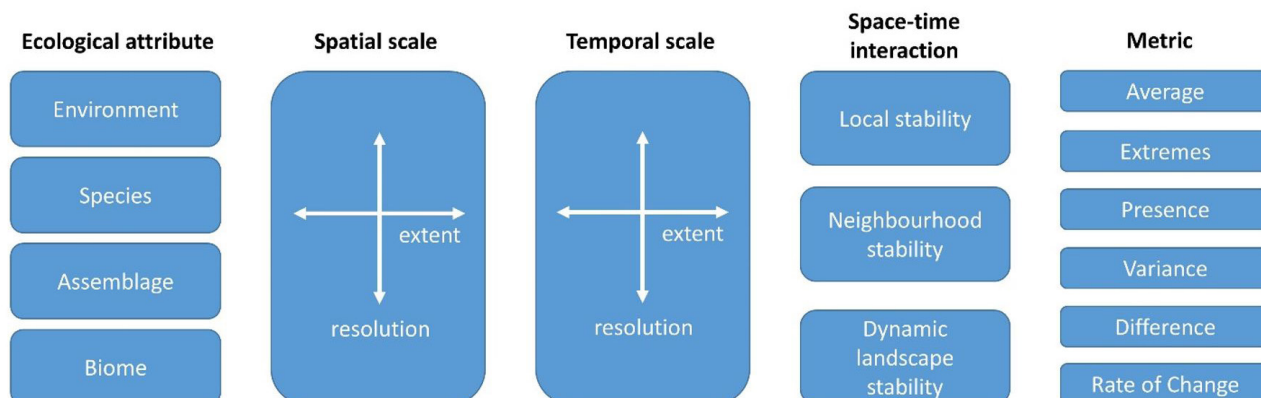 Ecological attribute
Environment
Species
Assemblage
Biome
Spatial scale
extent
resolution
Temporal scale
extent
resolution
Space-time
interaction
Local stability
Neighbourhood
stability
Dynamic
landscape
stability
Metric
Average
Extremes
Presence
Variance
Difference
Rate of Change